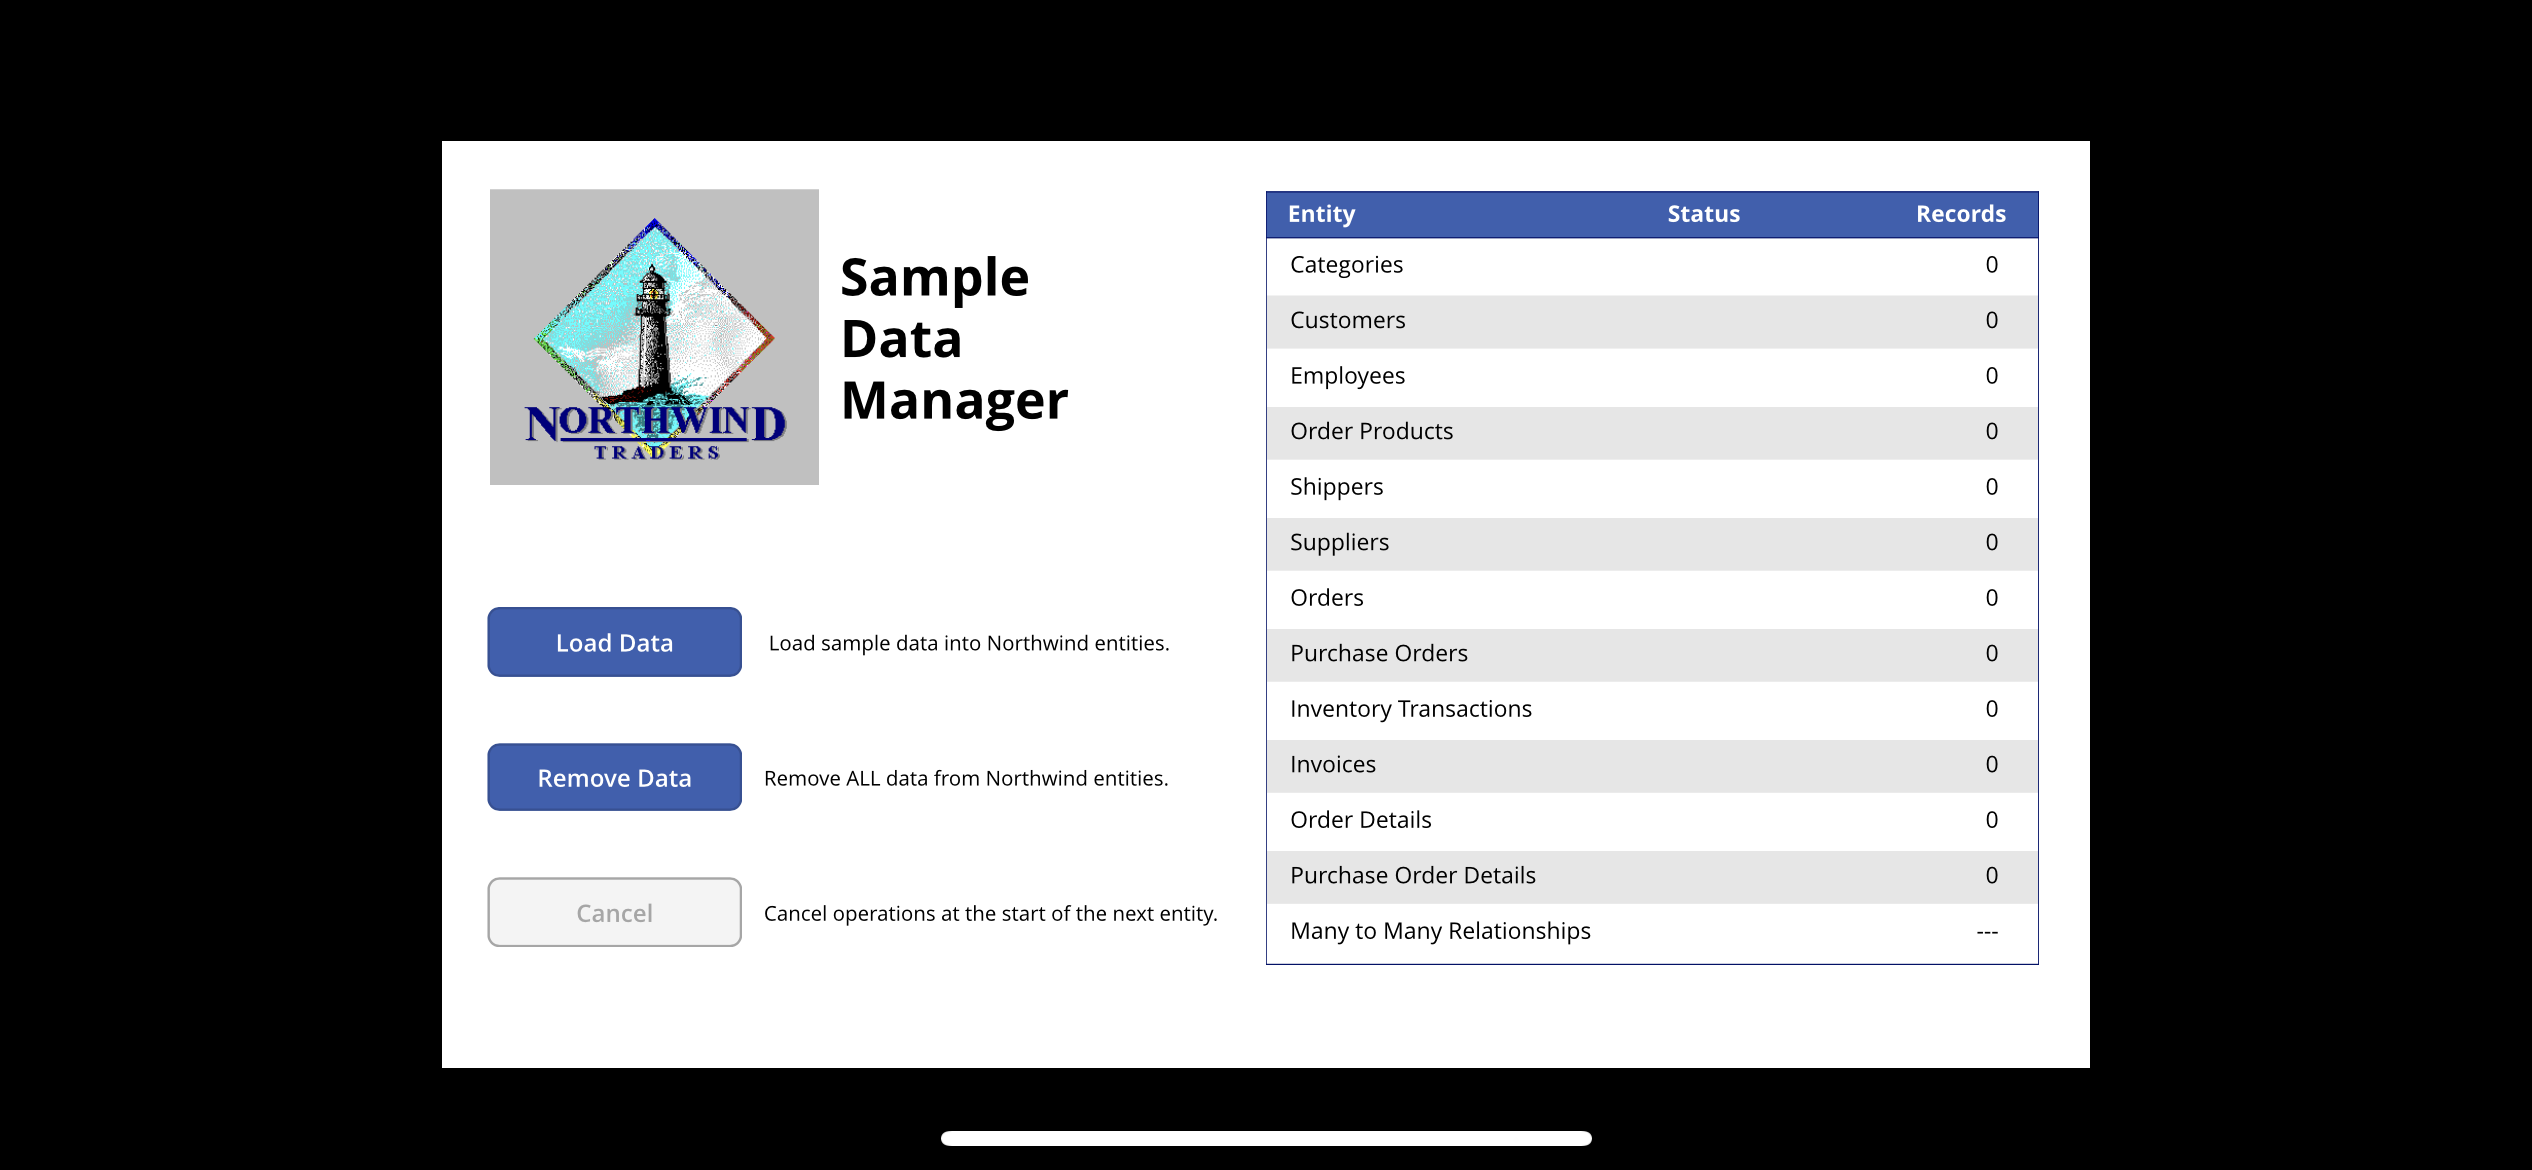 NORTHWIND
TRADERS
Sample
Data
Manager
Load Data
Load sample data into Northwind entities.
Remove Data
Remove ALL data from Northwind entities.
Cancel
Cancel operations at the start of the next entity.
Entity Status Records
Categories 0
Customers 0
Employees 0
Order Products 0
Shippers 0
Suppliers 0
Orders 0
Purchase Orders 0
Inventory Transactions 0
Invoices 0
Order Details 0
Purchase Order Details 0
Many to Many Relationships ---